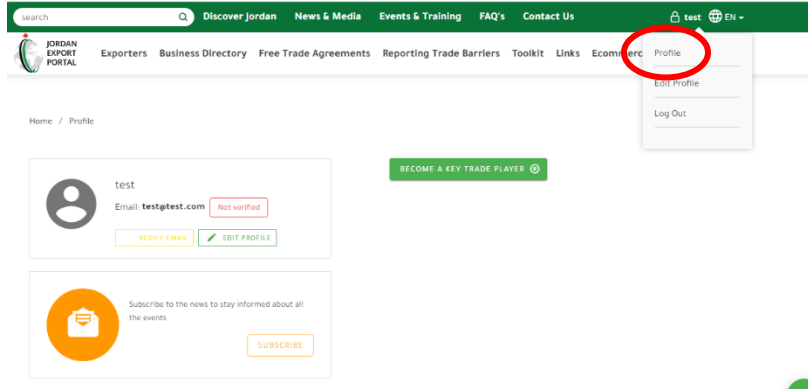 search Discover Jordan News & Media Events & Training FAQ's Contact Us test EN
JORDAN
EXPORT
PORTAL
Exporters Business Directory Free Trade Agreements Reporting Trade Barriers Toolkit Links Ecommerc
Profile
Edit Profile
Log Out
Home / Profile
BECOME A KEY TRADE PLAYER
test
Email: test@test.com Not verified
VERIFY EMAIL EDIT PROFILE
Subscribe to the news to stay informed about all
the events
SUBSCRIBE